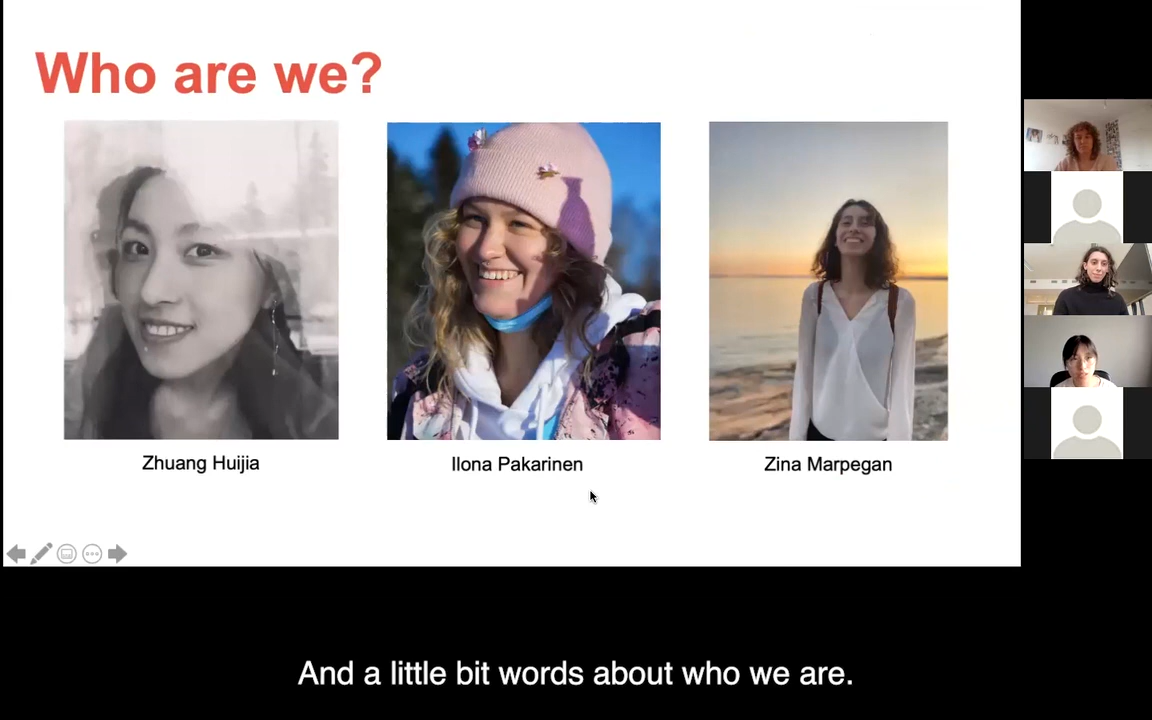 Who are we?
Zhuang Huijia
Ilona Pakarinen
Zina Marpegan
And a little bit words about who we are.